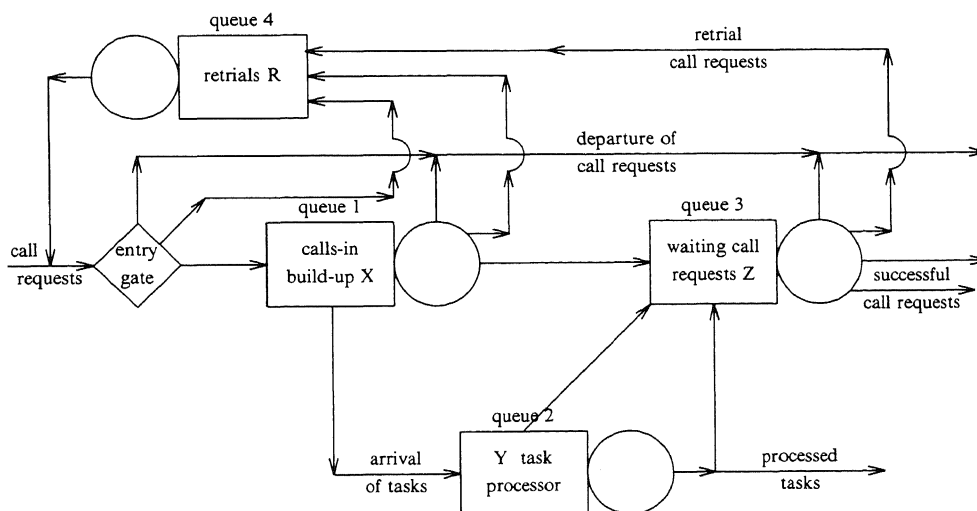 queue 4
retrials R
retrial
call requests
departure of
call requests
queue 1
queue 3
call
requests
entry
gate
calls-in
build-up X
waiting call
requests Z
successful
call requests
queue 2
arrival
of tasks
Y task
processor
processed
tasks